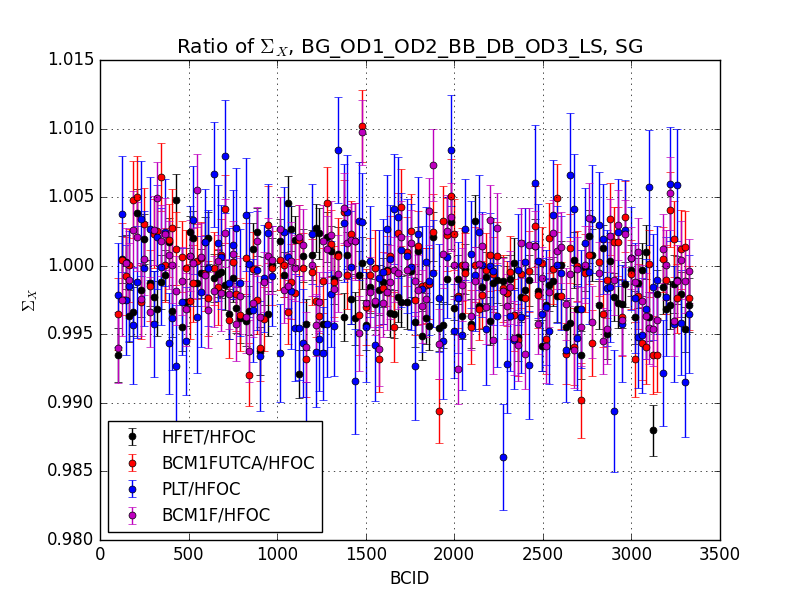 Ratio of Σ_X, BG_OD1_OD2_BB_DB_OD3_LS, SG
1.015
1.010
1.005
1.000
0.995
0.990
0.985
0.980
Σ_X
HFET/HFOC
BCM1FUTCA/HFOC
PLT/HFOC
BCM1F/HFOC
0 500 1000 1500 2000 2500 3000 3500
BCID